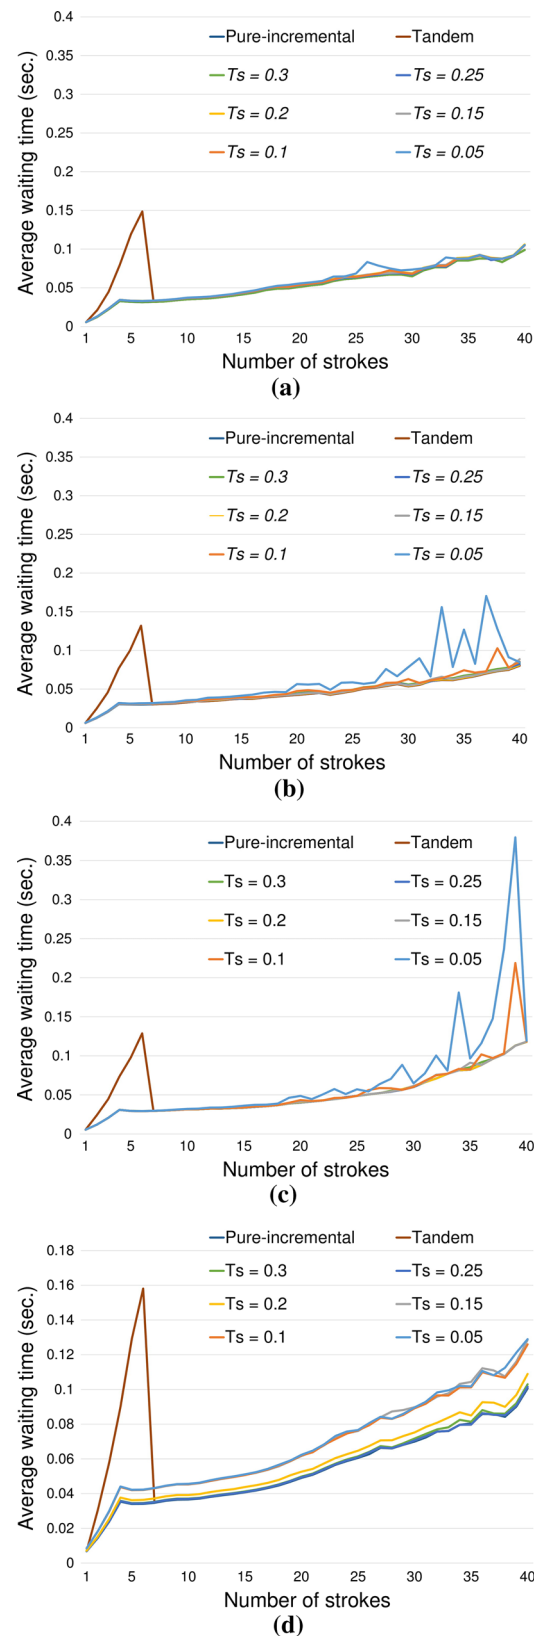 0.4
0.35
0.3
0.25
0.2
0.15
0.1
0.05
0
Average waiting time (sec.)
Pure-incremental Tandem
Ts = 0.3 Ts = 0.25
Ts = 0.2 Ts = 0.15
Ts = 0.1 Ts = 0.05
1 5 10 15 20 25 30 35 40
Number of strokes
(a)
0.4
0.35
0.3
0.25
0.2
0.15
0.1
0.05
0
Average waiting time (sec.)
Pure-incremental Tandem
Ts = 0.3 Ts = 0.25
Ts = 0.2 Ts = 0.15
Ts = 0.1 Ts = 0.05
1 5 10 15 20 25 30 35 40
Number of strokes
(b)
0.4
0.35
0.3
0.25
0.2
0.15
0.1
0.05
0
Average waiting time (sec.)
Pure-incremental Tandem
Ts = 0.3 Ts = 0.25
Ts = 0.2 Ts = 0.15
Ts = 0.1 Ts = 0.05
1 5 10 15 20 25 30 35 40
Number of strokes
(c)
0.18
0.16
0.14
0.12
0.1
0.08
0.06
0.04
0.02
0
Average waiting time (sec.)
Pure-incremental Tandem
Ts = 0.3 Ts = 0.25
Ts = 0.2 Ts = 0.15
Ts = 0.1 Ts = 0.05
1 5 10 15 20 25 30 35 40
Number of strokes
(d)